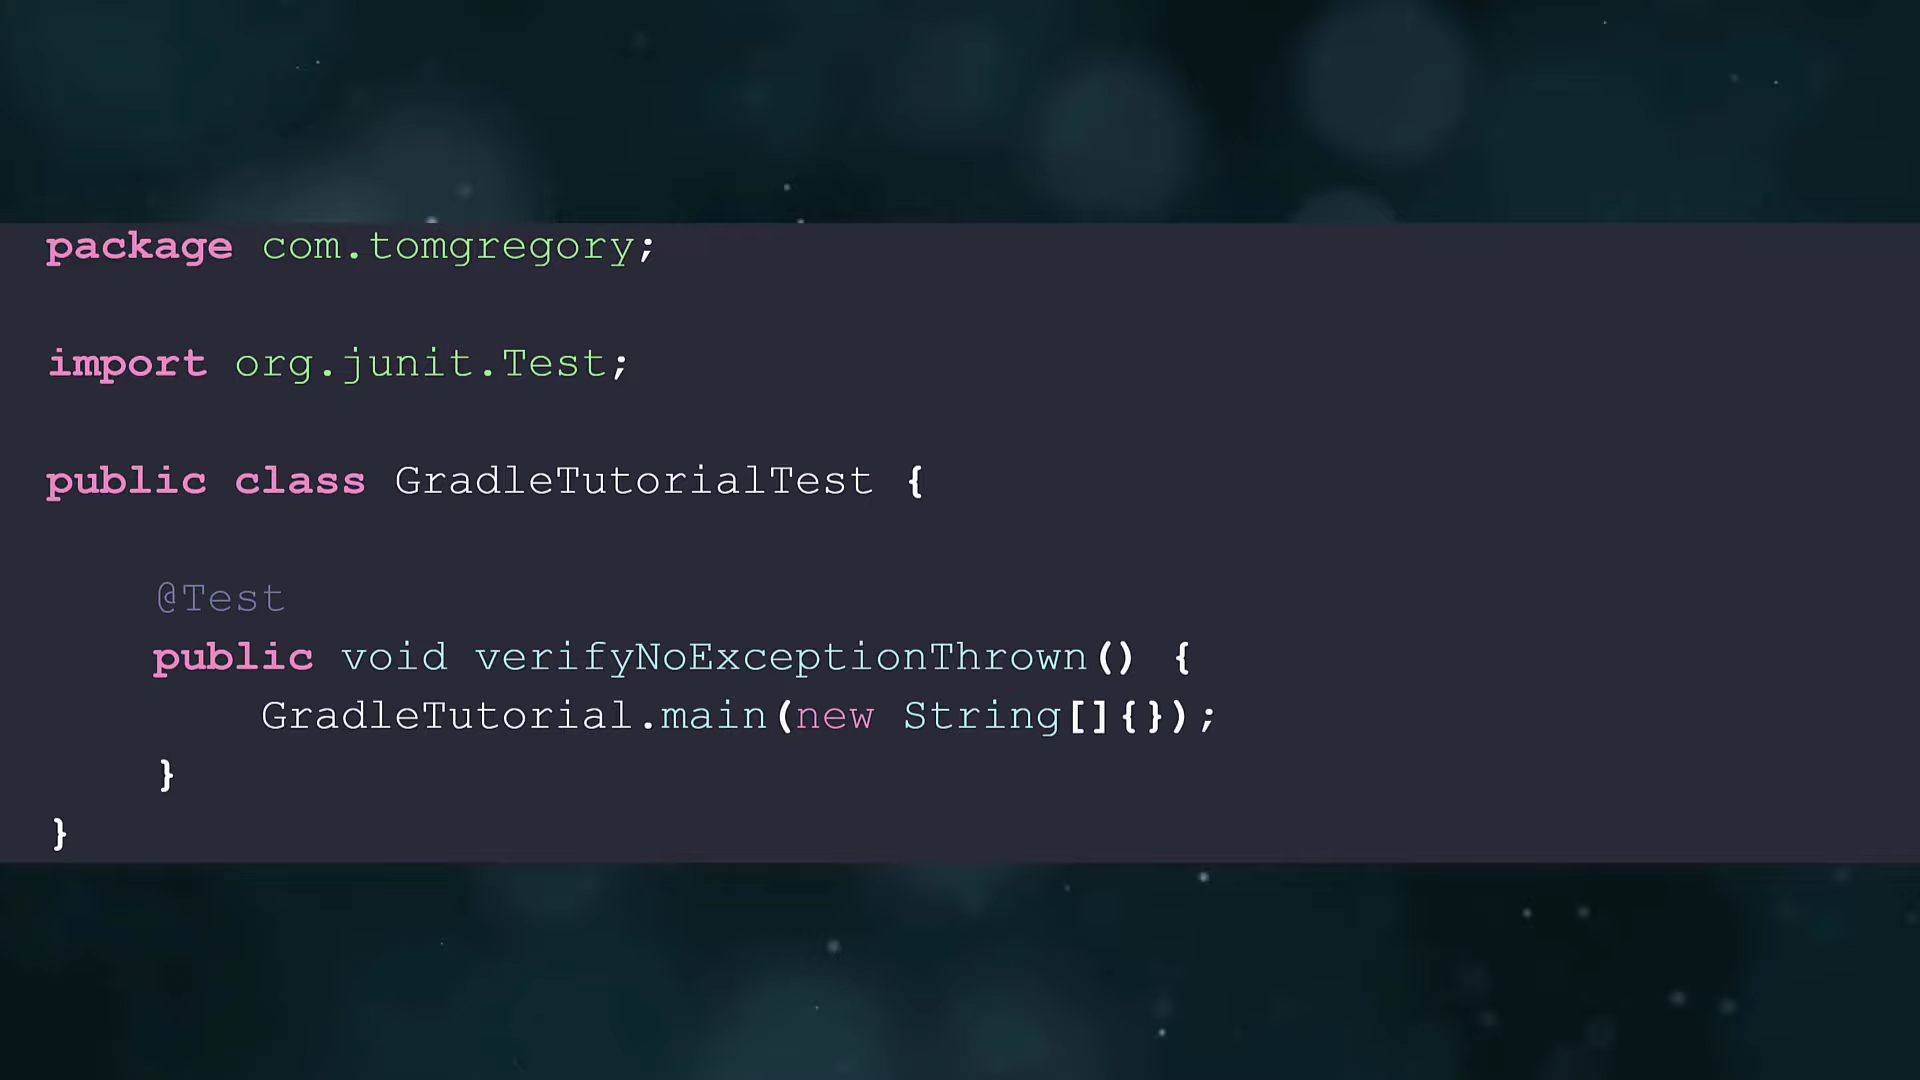 package com.tomgregory;
import org.junit.Test;
public class GradleTutorialTest {
@Test
public void verifyNoExceptionThrown() {
GradleTutorial.main(new String[]{});
}
}